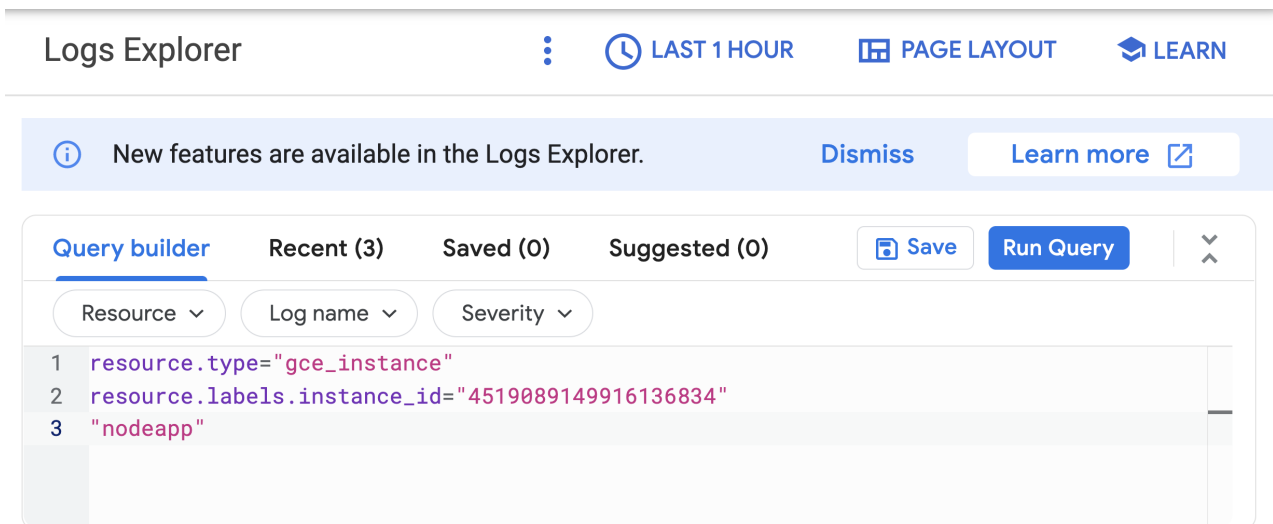 Logs Explorer LAST 1 HOUR PAGE LAYOUT LEARN
New features are available in the Logs Explorer. Dismiss Learn more
Query builder Recent (3) Saved (0) Suggested (0) Save Run Query
Resource Log name Severity
1 resource.type="gce_instance"
2 resource.labels.instance_id="4519089149916136834"
3 "nodeapp"